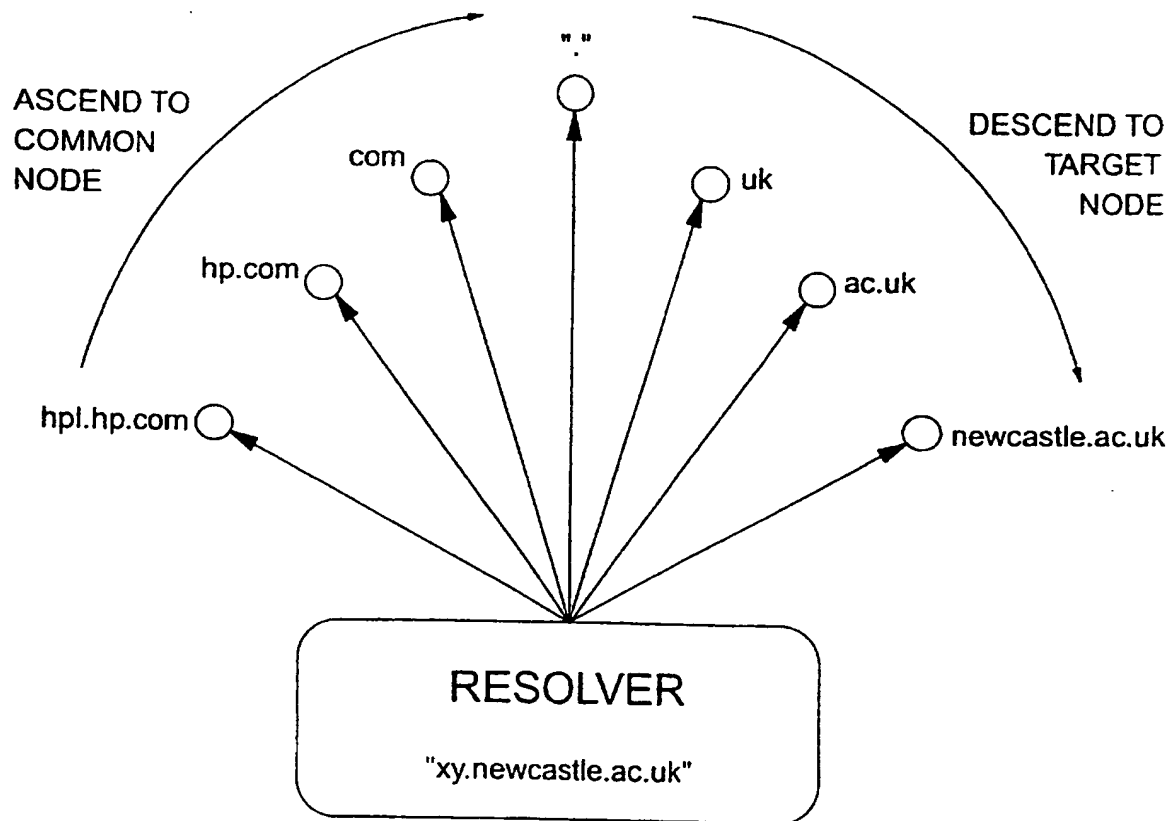 "."
ASCEND TO
COMMON
NODE
DESCEND TO
TARGET
NODE
com
uk
hp.com
ac.uk
hpl.hp.com
newcastle.ac.uk
RESOLVER
"xy.newcastle.ac.uk"